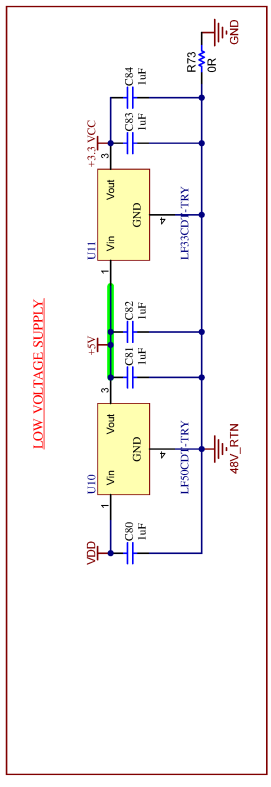 LOW VOLTAGE SUPPLY
VDD
C80
1uF
U10
1
Vin
GND
Vout
4
3
LF50CDT-TRY
48V_RTN
+5V
C81
1uF
C82
1uF
U11
1
Vin
GND
Vout
4
3
LF33CDT-TRY
+3.3 VCC
C83
1uF
C84
1uF
R73
0R
GND